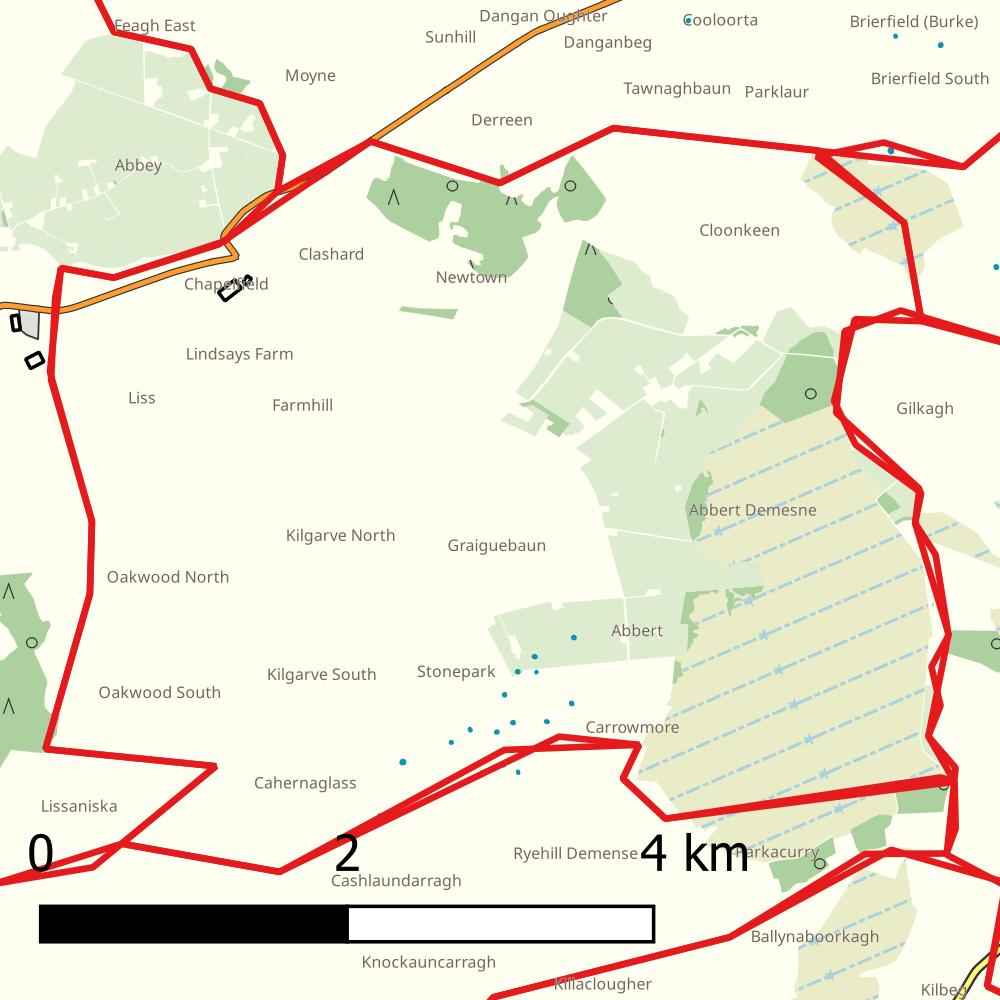 Dangan Oughter
Cooloorta
Brierfield (Burke)
Feagh East
Sunhill
Danganbeg
Moyne
Brierfield South
Tawnaghbaun
Parklaur
Derreen
Abbey
Cloonkeen
Clashard
Newtown
Chapelfield
Lindsays Farm
Liss
Farmhill
Gilkagh
Abbert Demesne
Kilgarve North
Graiguebaun
Oakwood North
Abbert
Kilgarve South
Stonepark
Oakwood South
Carrowmore
Cahernaglass
Lissaniska
0 2 4 km
Ryehill Demense
Parkacurry
Cashlaundarragh
Ballynaboorkagh
Knockauncarragh
Killaclougher
Kilbeg